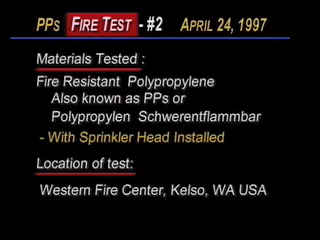 PPs FIRE TEST - #2 APRIL 24, 1997
Materials Tested :
Fire Resistant Polypropylene
Also known as PPs or
Polypropylen Schwerentflammbar
- With Sprinkler Head Installed
Location of test:
Western Fire Center, Kelso, WA USA